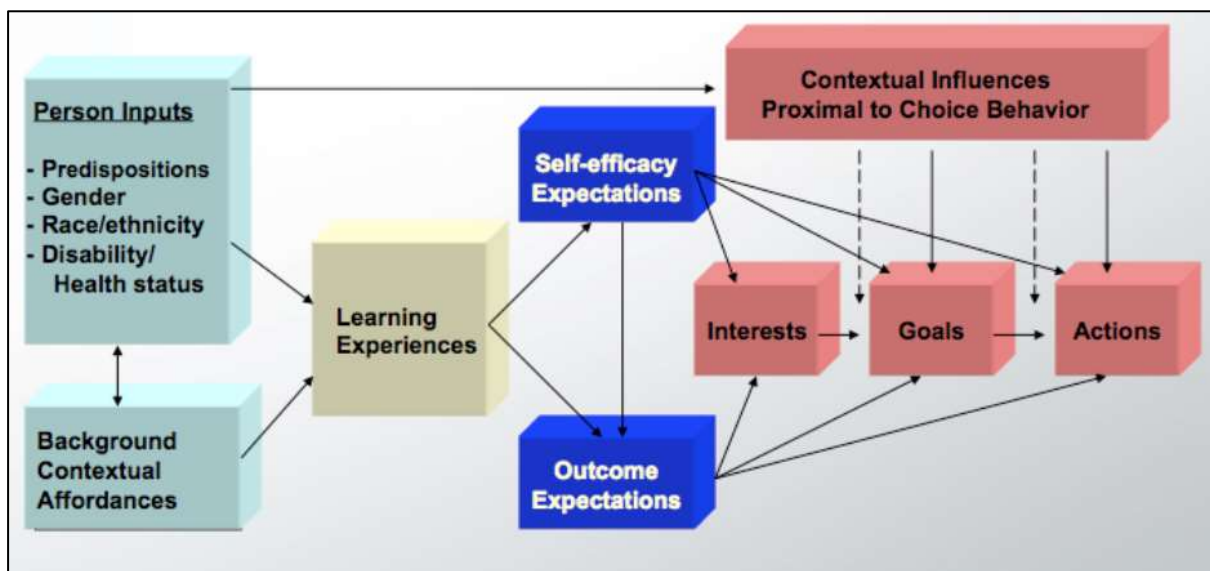 Person Inputs
- Predispositions
- Gender
- Race/ethnicity
- Disability/
Health status
Background
Contextual
Affordances
Learning
Experiences
Self-efficacy
Expectations
Outcome
Expectations
Contextual Influences
Proximal to Choice Behavior
Interests
Goals
Actions